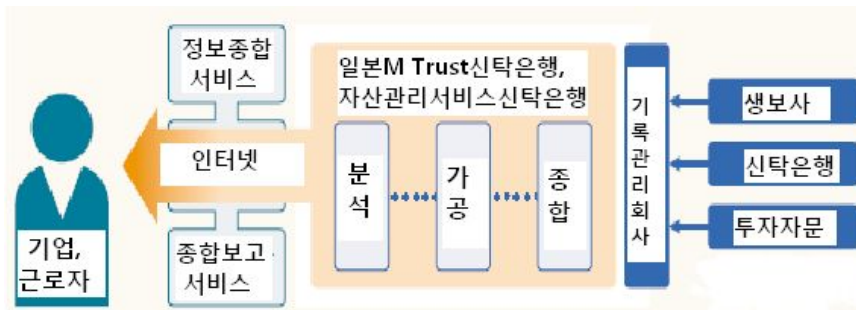 기업,
근로자
정보종합
서비스
인터넷
종합보고
서비스
일본M Trust신탁은행,
자산관리서비스신탁은행
분석
가공
종합
기록관리회사
생보사
신탁은행
투자자문